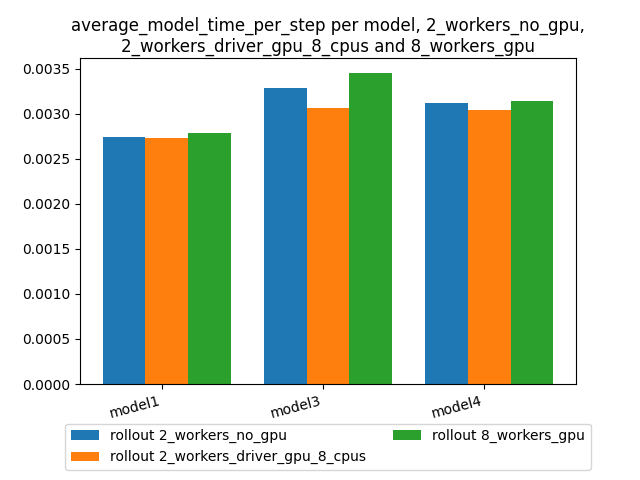 average_model_time_per_step per model, 2_workers_no_gpu,
2_workers_driver_gpu_8_cpus and 8_workers_gpu
0.0035
0.0030
0.0025
0.0020
0.0015
0.0010
0.0005
0.0000
model1
model3
model4
rollout 2_workers_no_gpu
rollout 2_workers_driver_gpu_8_cpus
rollout 8_workers_gpu